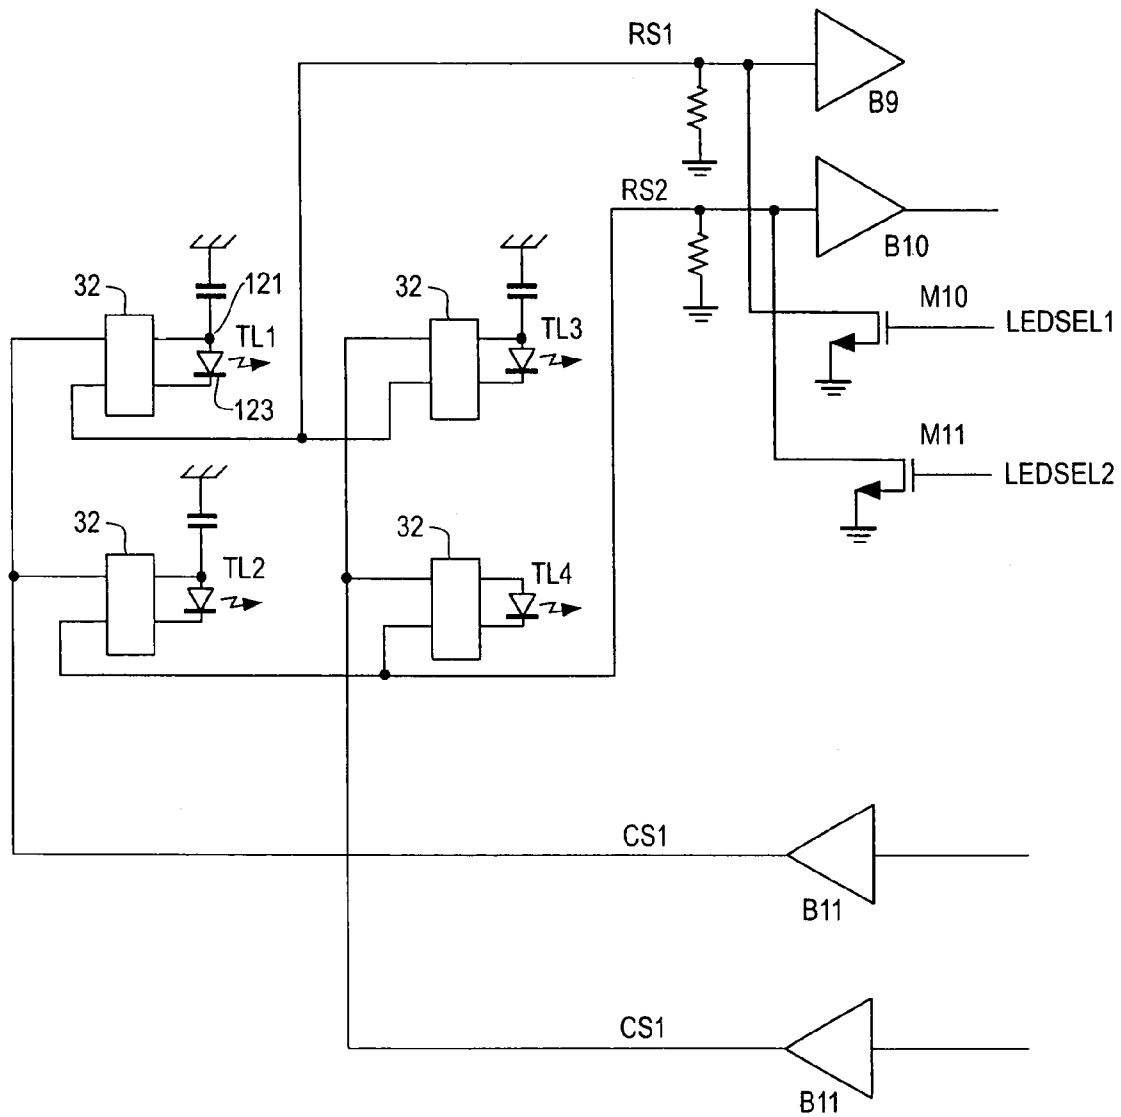 RS1
B9
RS2
B10
32
121
TL1
32
TL3
M10
LEDSEL1
123
M11
LEDSEL2
32
TL2
32
TL4
CS1
B11
CS1
B11